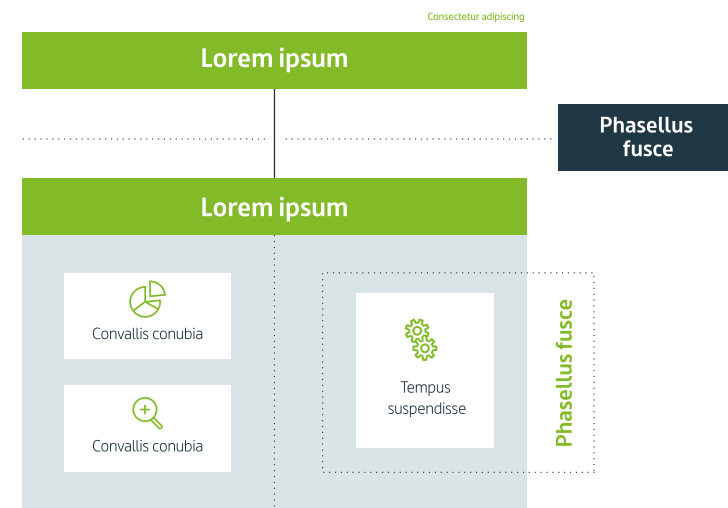 Consectetur adipiscing
Lorem ipsum
Phasellus
fusce
Lorem ipsum
Convallis conubia
Convallis conubia
Tempus
suspendisse
Phasellus fusce